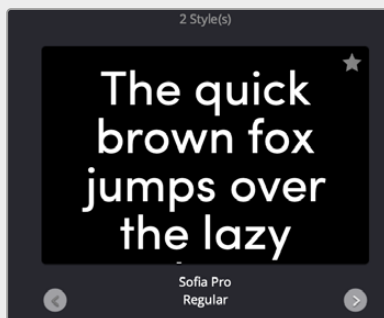 2 Style(s)
The quick
brown fox
jumps over
the lazy
Sofia Pro
Regular